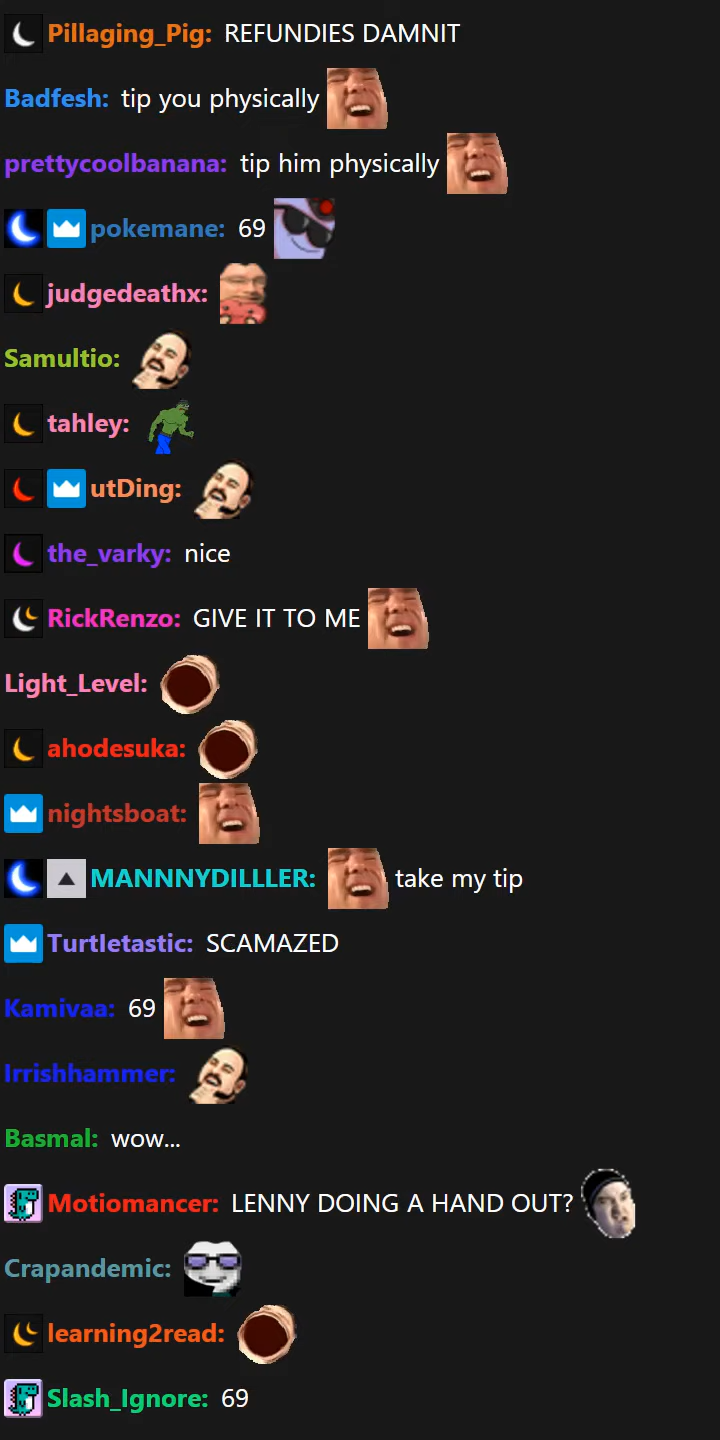 Pillaging_Pig: REFUNDIES DAMNIT
Badfesh: tip you physically
prettycoolbanana: tip him physically
pokemane: 69
judgedeathx:
Samultio:
tahley:
utDing:
the_varky: nice
RickRenzo: GIVE IT TO ME
Light_Level:
ahodesuka:
nightsboat:
MANNNYDILLLER: take my tip
Turtletastic: SCAMAZED
Kamivaa: 69
Irrishhammer:
Basmal: wow...
Motiomancer: LENNY DOING A HAND OUT?
Crapandemic:
learning2read:
Slash_Ignore: 69